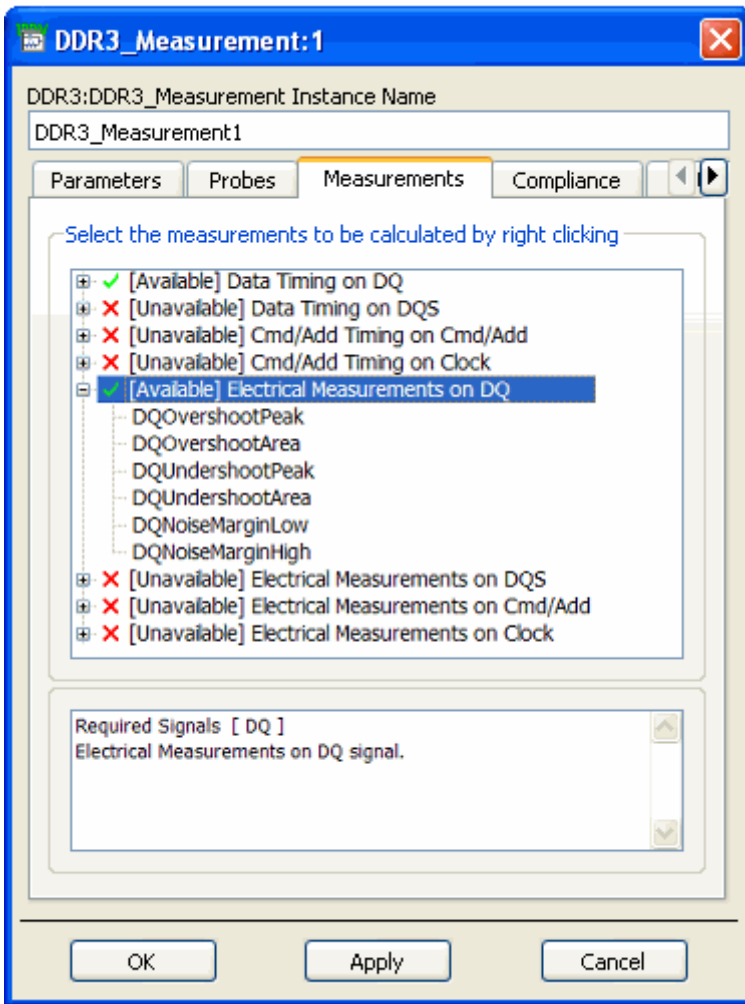 DDR3_Measurement:1
DDR3:DDR3_Measurement Instance Name
DDR3_Measurement1
Parameters Probes Measurements Compliance
Select the measurements to be calculated by right clicking
[Available] Data Timing on DQ
[Unavailable] Data Timing on DQS
[Unavailable] Cmd/Add Timing on Cmd/Add
[Unavailable] Cmd/Add Timing on Clock
[Available] Electrical Measurements on DQ
DQOvershootPeak
DQOvershootArea
DQUndershootPeak
DQUndershootArea
DQNoiseMarginLow
DQNoiseMarginHigh
[Unavailable] Electrical Measurements on DQS
[Unavailable] Electrical Measurements on Cmd/Add
[Unavailable] Electrical Measurements on Clock
Required Signals [ DQ ]
Electrical Measurements on DQ signal.
OK Apply Cancel